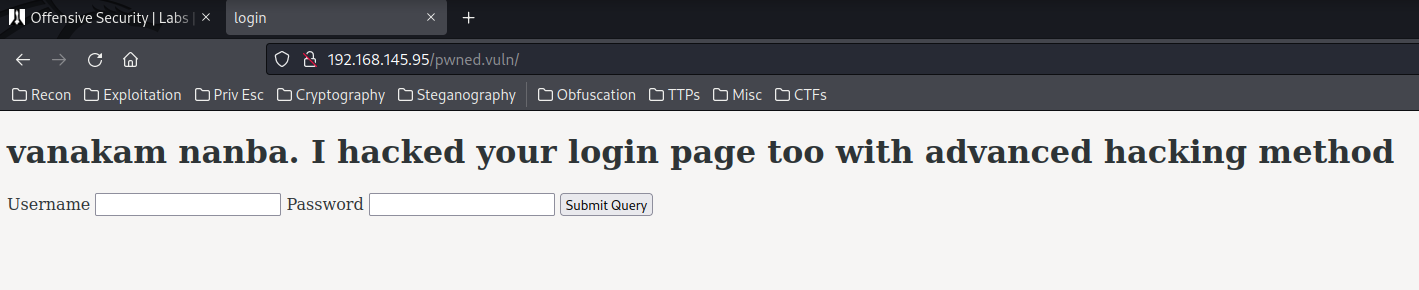 Offensive Security | Labs |
login
192.168.145.95/pwned.vuln/
Recon Exploitation Priv Esc Cryptography Steganography Obfuscation TTPs Misc CTFs
vanakam nanba. I hacked your login page too with advanced hacking method
Username Password Submit Query